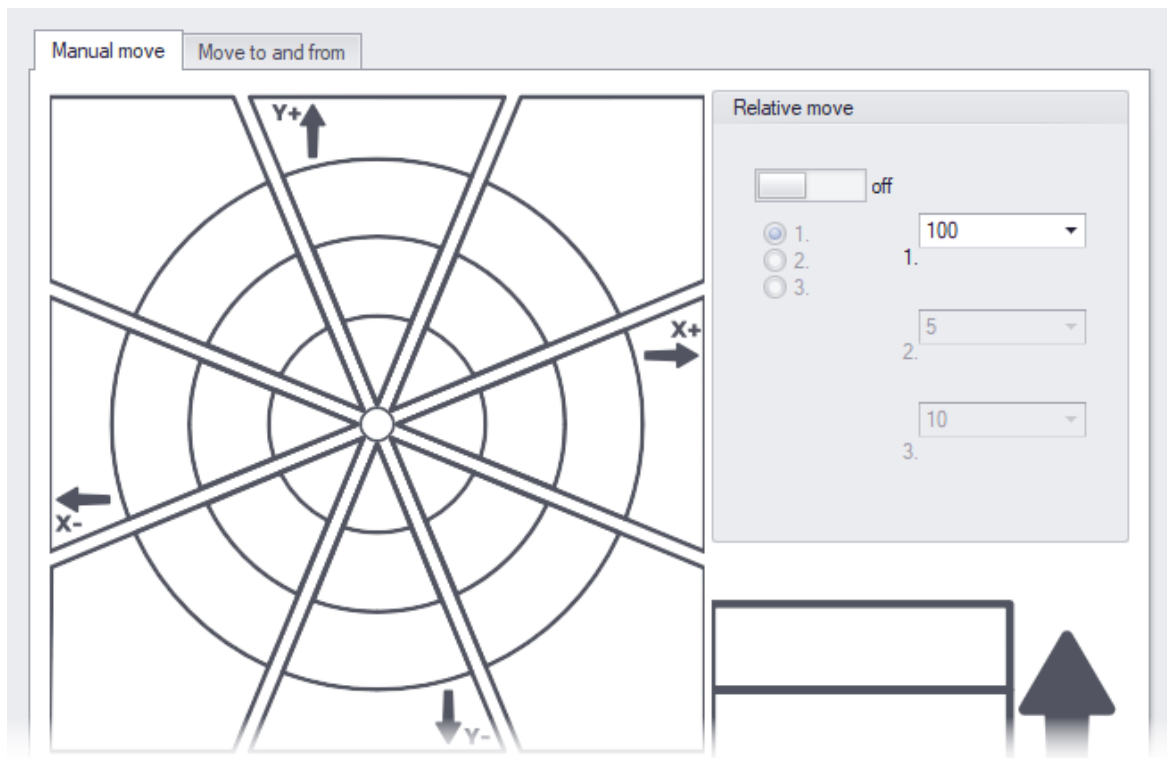 Manual move
Move to and from
Y+
X+
X-
Y-
Relative move
off
1.
2.
3.
100
1.
5
2.
10
3.